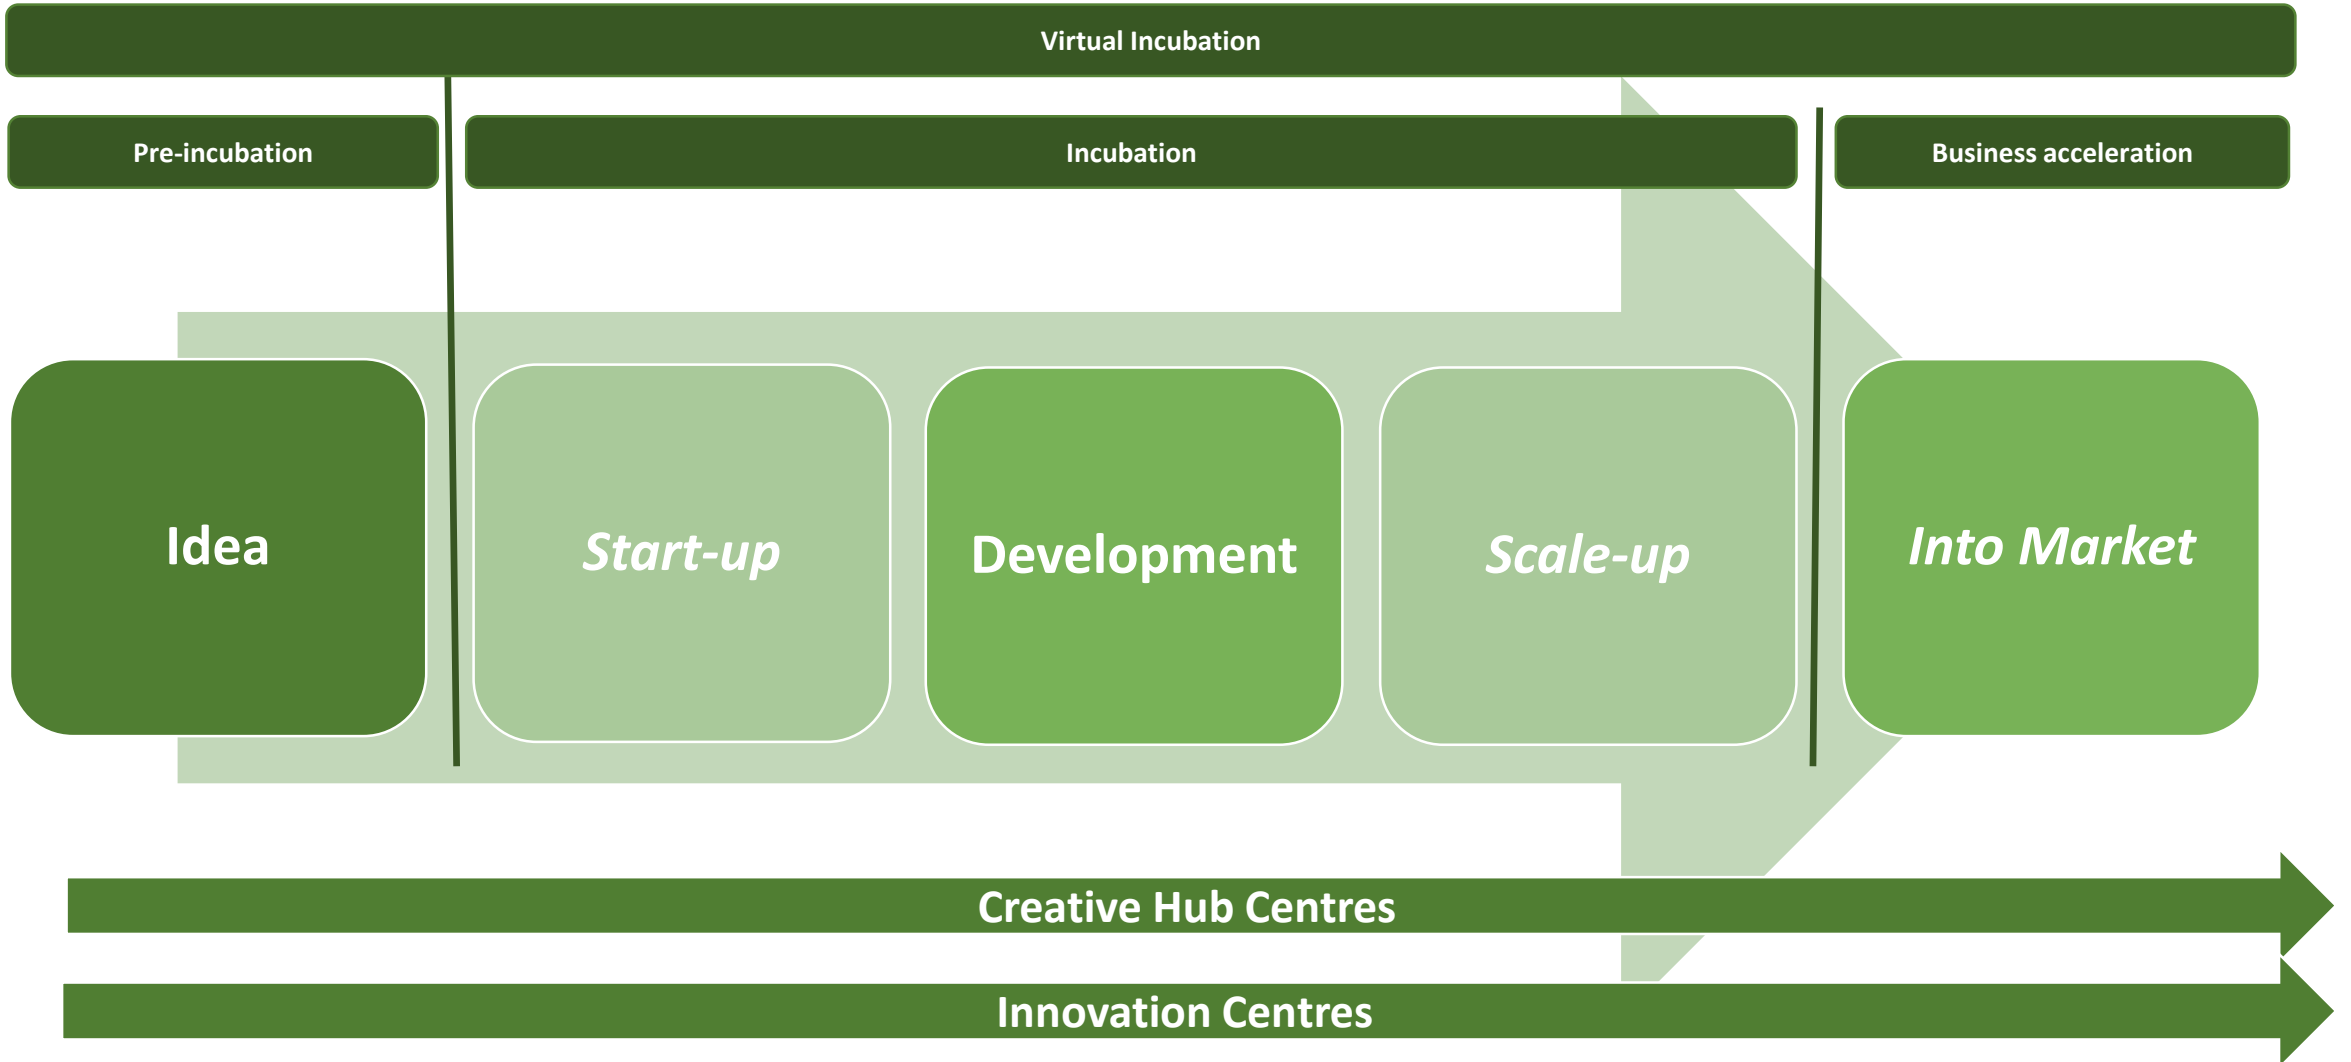 Virtual Incubation
Pre-incubation
Incubation
Business acceleration
Idea
Start-up
Development
Scale-up
Into Market
Creative Hub Centres
Innovation Centres